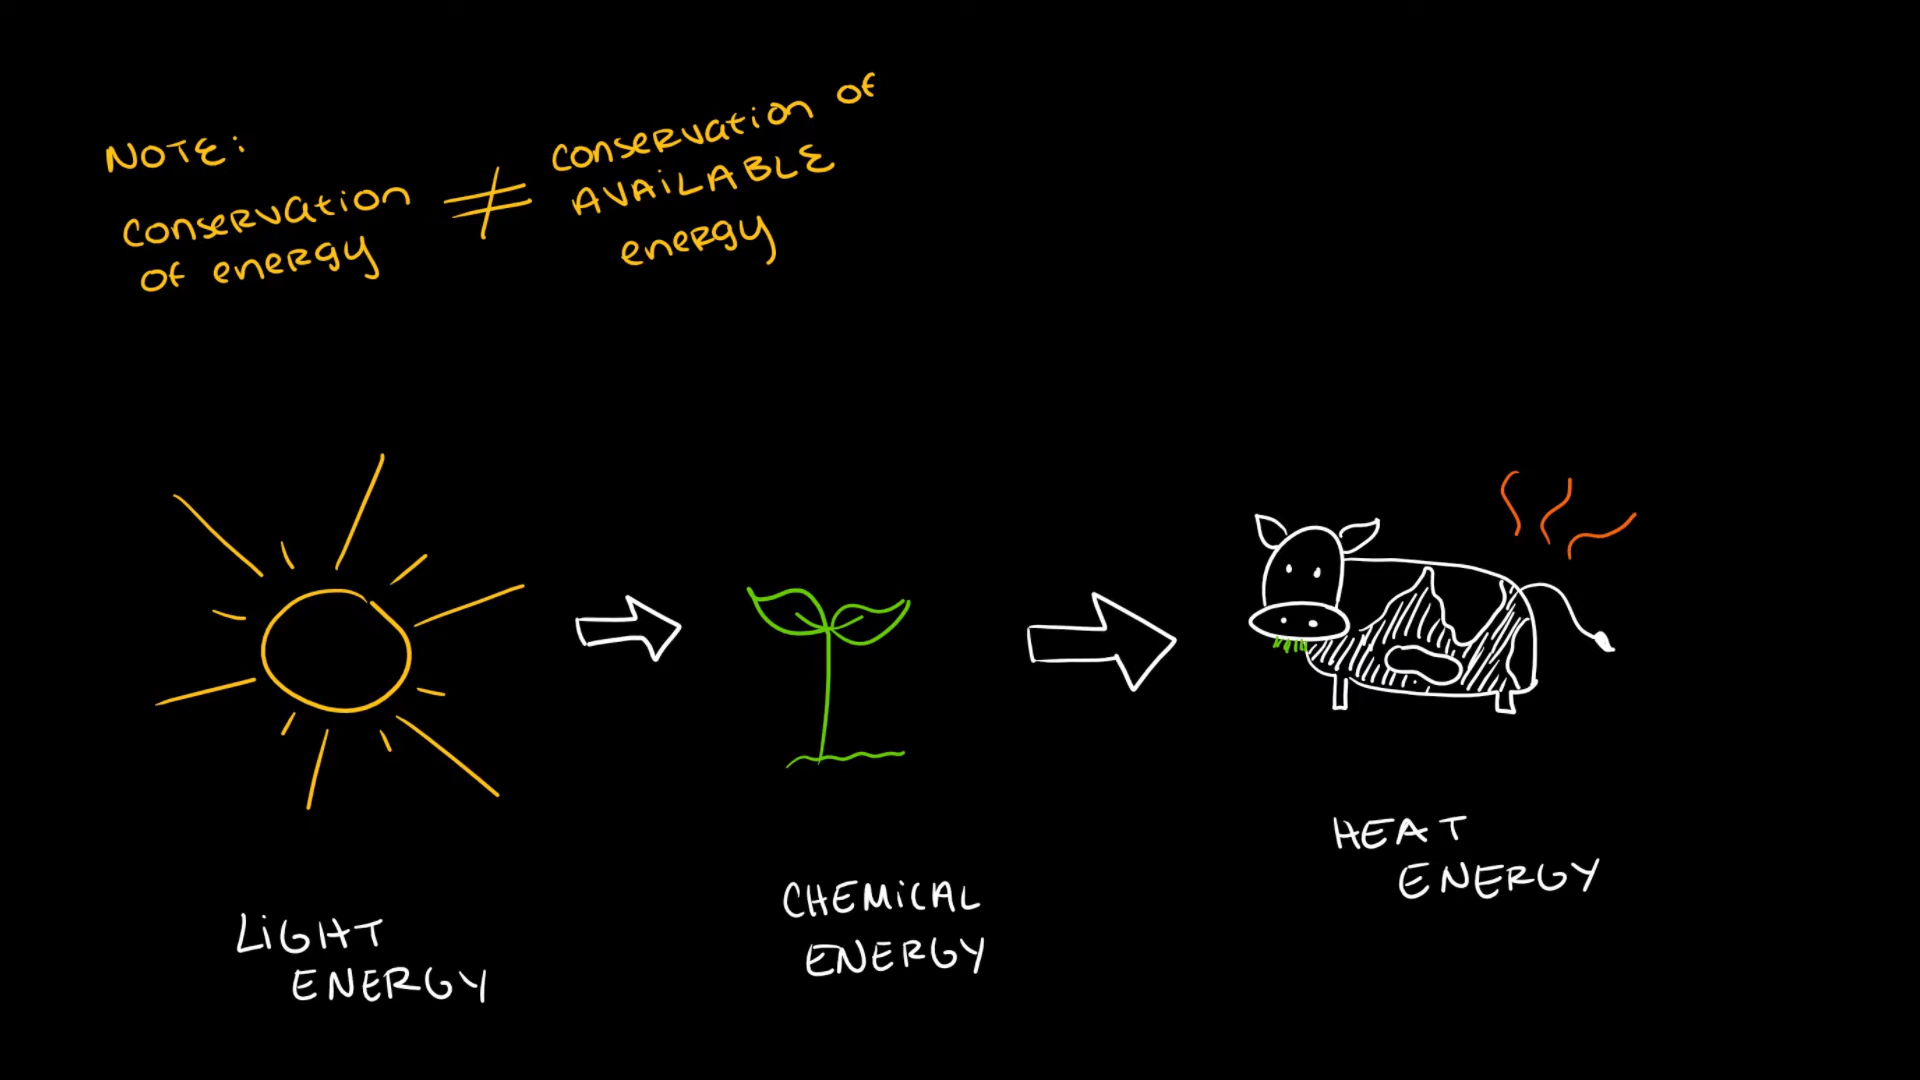 NOTE:
conservation
of energy
≠
conservation of
AVAiLABLE
energy
LiGHT
ENERGY
CHEMiCAL
ENERGY
HEAT
ENERGY